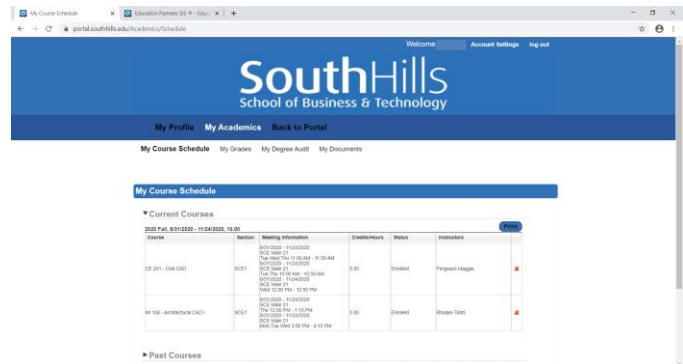 My Course Schedule
Education Partners SIS
portal.southhills.edu/Academics/Schedule
Welcome Account Settings log out
SouthHills
School of Business & Technology
My Profile My Academics Back to Portal
My Course Schedule My Grades My Degree Audit My Documents
My Course Schedule
▼Current Courses
Print
2020 Fall, 8/31/2020 - 11/24/2020, 10.00
Course Section Meeting Information Credits/Hours Status Instructors
8/31/2020 - 11/24/2020
SCE Main 21
Tue,Wed,Thu 11:00 AM - 11:50 AM
8/31/2020 - 11/24/2020
SCE Main 21
CE 201 - Civil CAD SCE1 Tue,Thu 10:00 AM - 10:50 AM 0.00 Enrolled Ferguson Maggie
8/31/2020 - 11/24/2020
SCE Main 21
Wed 12:00 PM - 12:50 PM
8/31/2020 - 11/24/2020
SCE Main 21
106 - Architectural CAD I SCE1 Thu 12:00 PM - 1:15 PM 0.00 Enrolled Rhodes Todd
8/31/2020 - 11/24/2020
SCE Main 21
Mon,Tue,Wed 3:00 PM - 4:15 PM
▶Past Courses